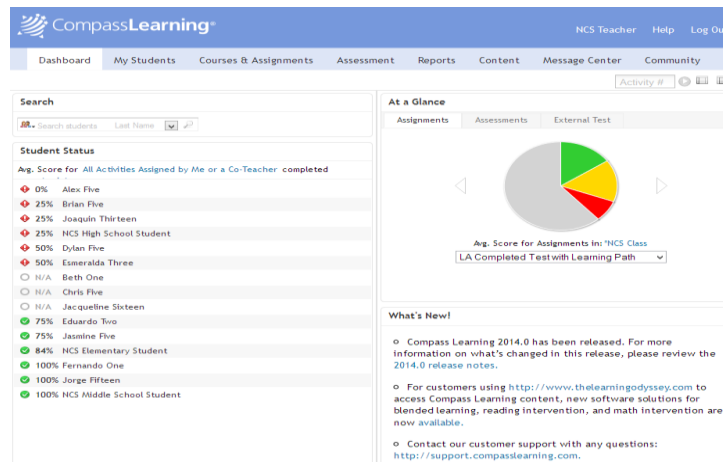 CompassLearning®
NCS Teacher Help Log Ou
Dashboard My Students Courses & Assignments Assessment Reports Content Message Center Community
Activity #
Search
Search students Last Name
Student Status
Avg. Score for All Activities Assigned by Me or a Co-Teacher completed
0% Alex Five
25% Brian Five
25% Joaquin Thirteen
25% NCS High School Student
50% Dylan Five
50% Esmeralda Three
N/A Beth One
N/A Chris Five
N/A Jacqueline Sixteen
75% Eduardo Two
75% Jasmine Five
84% NCS Elementary Student
100% Fernando One
100% Jorge Fifteen
100% NCS Middle School Student
At a Glance
Assignments Assessments External Test
Avg. Score for Assignments in: *NCS Class
LA Completed Test with Learning Path
What's New!
Compass Learning 2014.0 has been released. For more
information on what's changed in this release, please review the
2014.0 release notes.
For customers using http://www.thelearningodyssey.com to
access Compass Learning content, new software solutions for
blended learning, reading intervention, and math intervention are
now available.
Contact our customer support with any questions:
http://support.compasslearning.com.